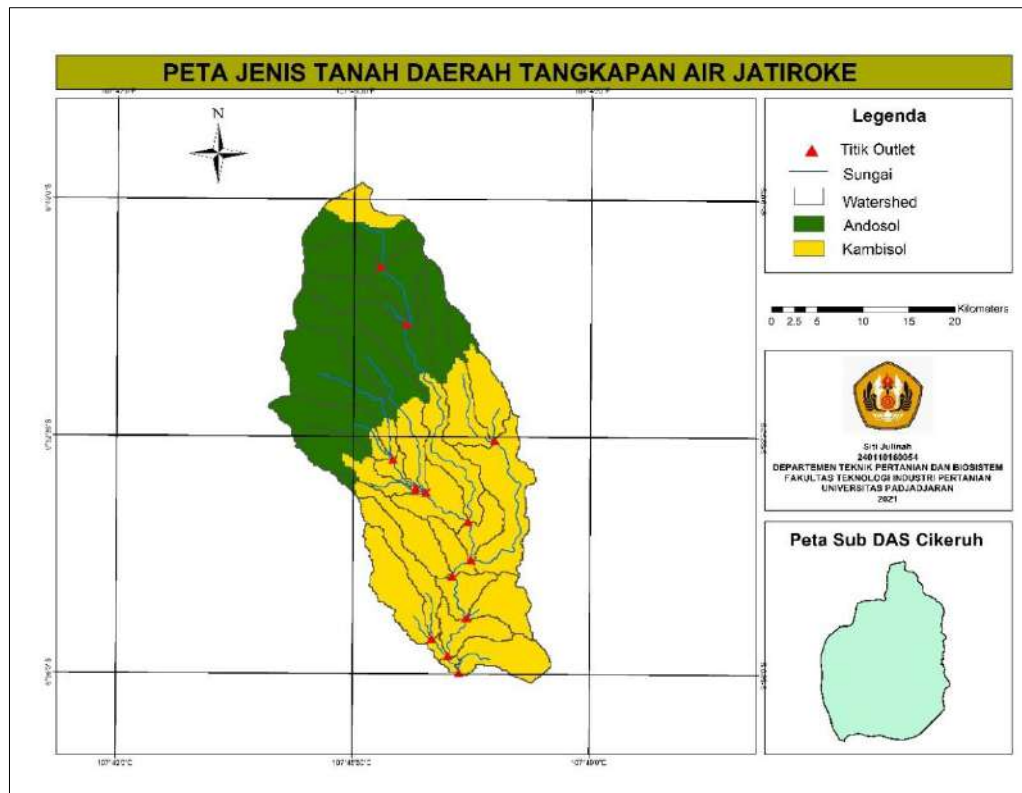 PETA JENIS TANAH DAERAH TANGKAPAN AIR JATIROKE
N
Legenda
Titik Outlet
Sungai
Watershed
Andosol
Kambisol
Kilometers
0 2.5 5 10 15 20
Siti Julinah
DEPARTEMEN TEKNIK PERTANIAN DAN BIOSISTEM
FAKULTAS TEKNOLOGI INDUSTRI PERTANIAN
UNIVERSITAS PADJADJARAN
2021
Peta Sub DAS Cikeruh